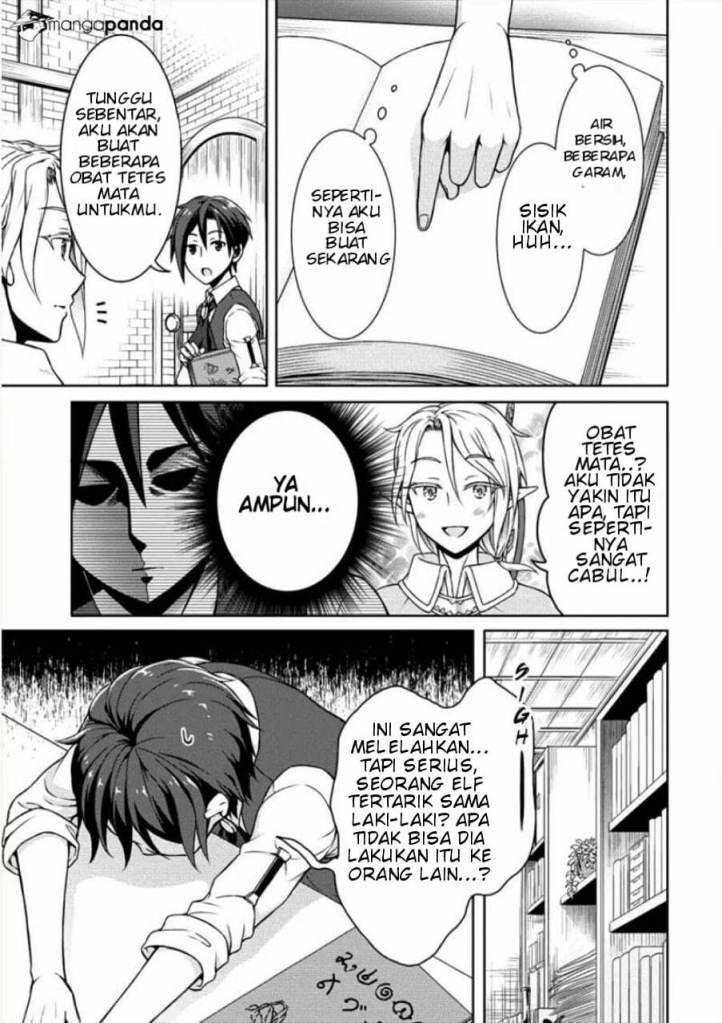 mangapanda
AIR
BERSIH,
BEBERAPA
GARAM,
SISIK
IKAN,
HUH...
SEPERTI-
NYA AKU
BISA
BUAT
SEKARANG
TUNGGU
SEBENTAR,
AKU AKAN
BUAT
BEBERAPA
OBAT TETES
MATA
UNTUKMU.
OBAT
TETES
MATA..?
AKU TIDAK
YAKIN ITU
APA, TAPI
SEPERTI-
NYA
SANGAT
CABUL..!
YA
AMPUN...
SIGH
INI SANGAT
MELELAHKAN...
TAPI SERIUS,
SEORANG ELF
TERTARIK SAMA
LAKI-LAKI? APA
TIDAK BISA DIA
LAKUKAN ITU KE
ORANG LAIN...?